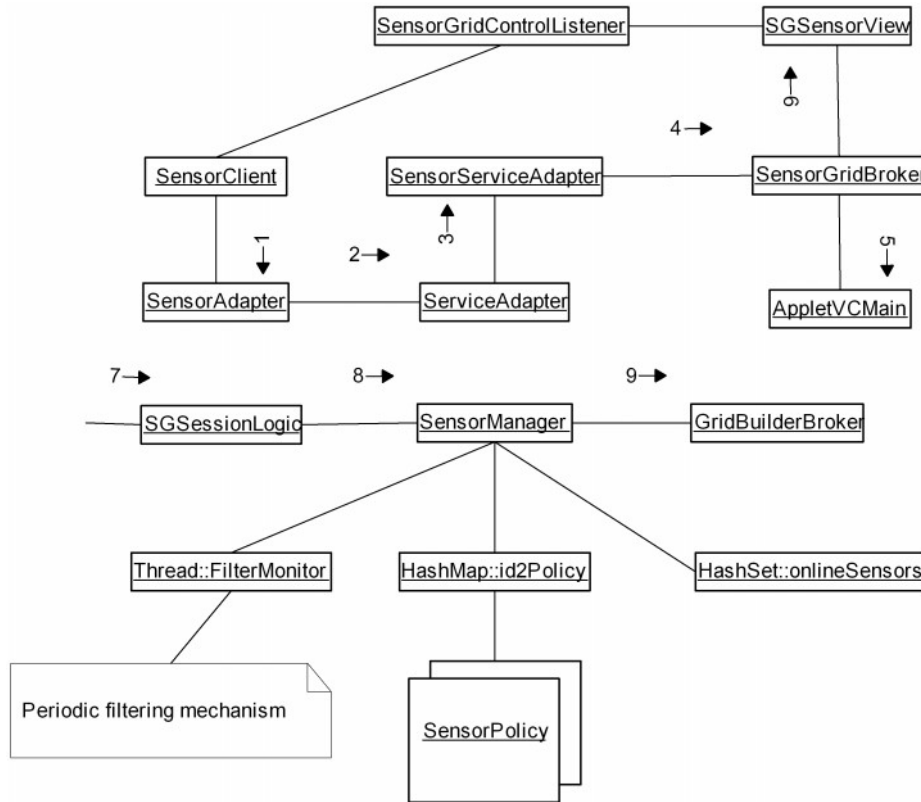 SensorGridControlListener
SGSensorView
6
4
SensorClient
SensorServiceAdapter
SensorGridBroker
1
2
3
5
SensorAdapter
ServiceAdapter
AppletVCMain
7
8
9
SGSessionLogic
SensorManager
GridBuilderBroker
Thread::FilterMonitor
HashMap::id2Policy
HashSet::onlineSensors
Periodic filtering mechanism
SensorPolicy